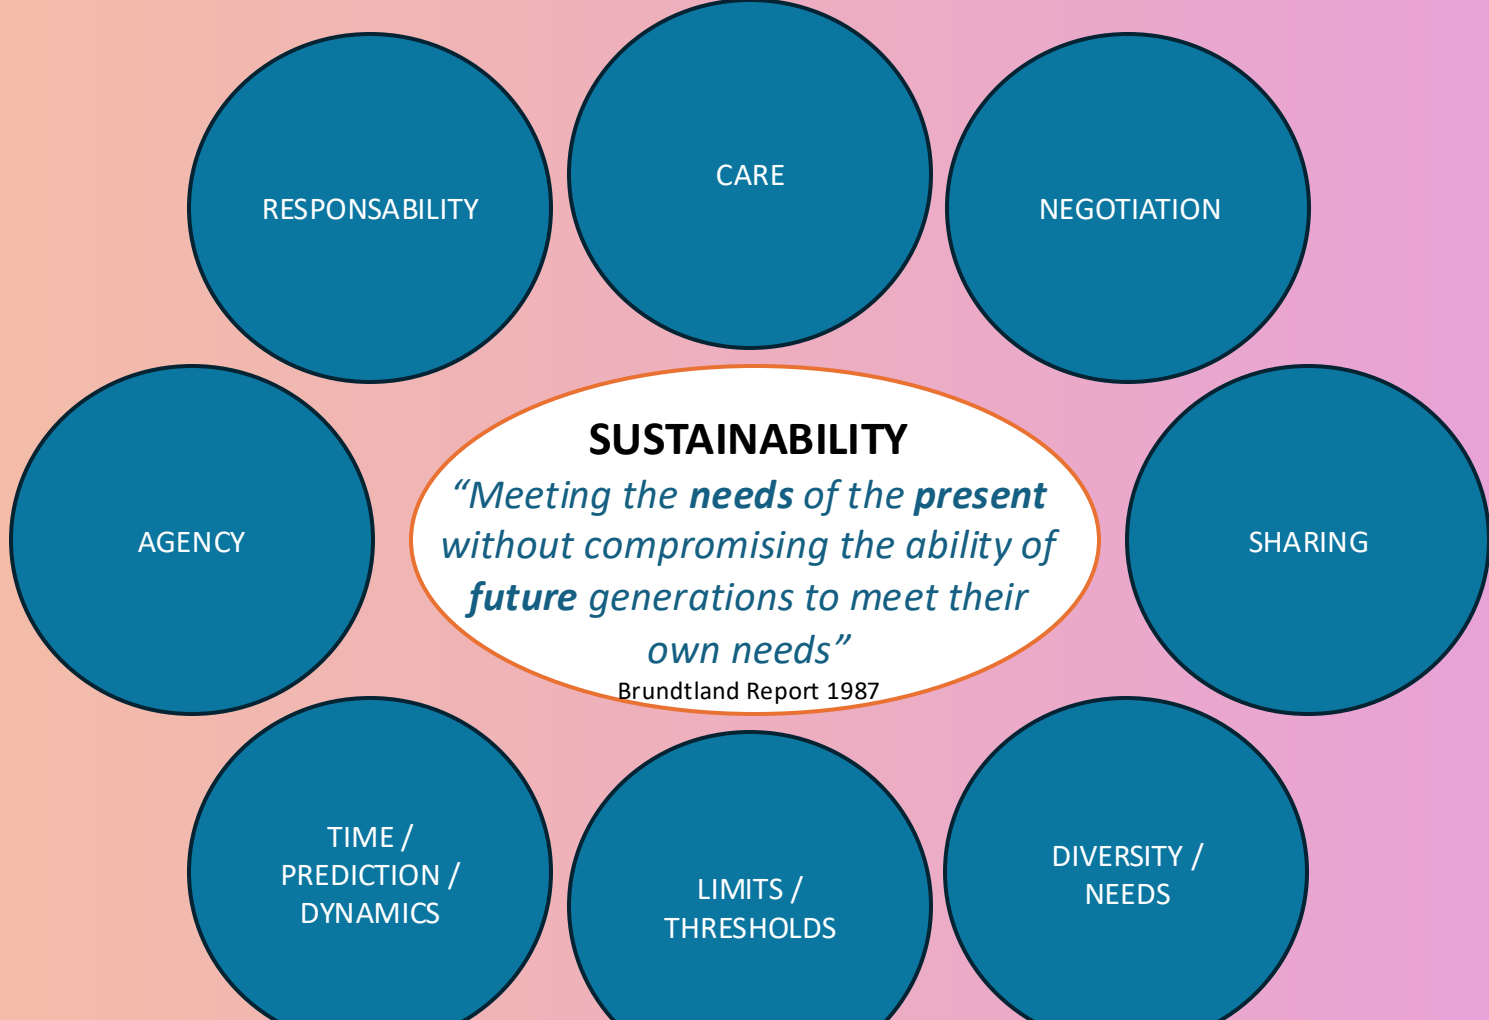 CARE
RESPONSABILITY
NEGOTIATION
SUSTAINABILITY
“Meeting the needs of the present
without compromising the ability of
future generations to meet their
own needs”
Brundtland Report 1987
AGENCY
SHARING
TIME /
PREDICTION /
DYNAMICS
LIMITS /
THRESHOLDS
DIVERSITY /
NEEDS